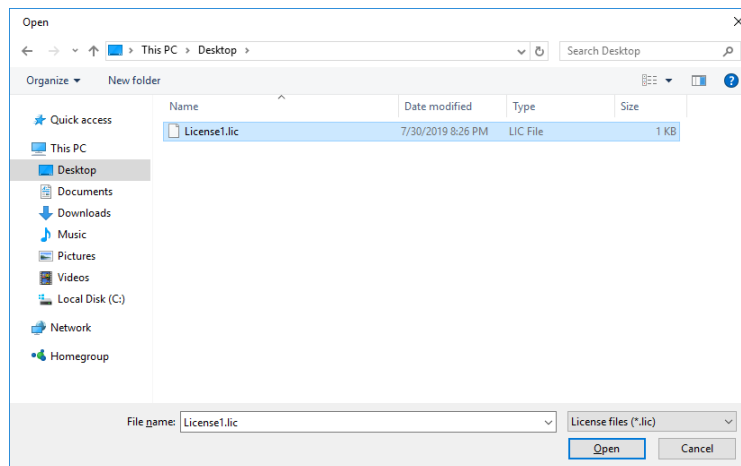 Open
This PC > Desktop >
Search Desktop
Organize
New folder
Name
Date modified
Type
Size
Quick access
License1.lic
7/30/2019 8:26 PM
LIC File
1 KB
This PC
Desktop
Documents
Downloads
Music
Pictures
Videos
Local Disk (C:)
Network
Homegroup
File name:
License1.lic
License files (*.lic)
Open
Cancel